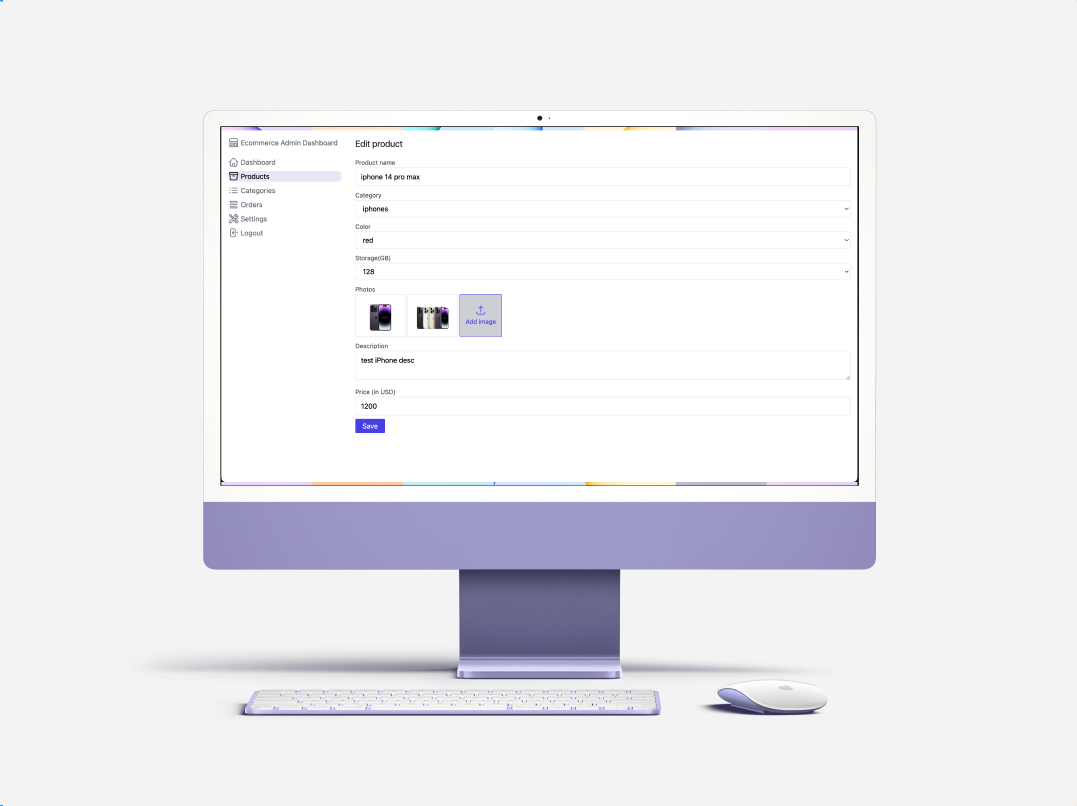 Ecommerce Admin Dashboard
Dashboard
Products
Categories
Orders
Settings
Logout
Edit product
Product name
iphone 14 pro max
Category
iphones
Color
red
Storage(GB)
128
Photos
Add image
Description
test iPhone desc
Price (in USD)
1200
Save